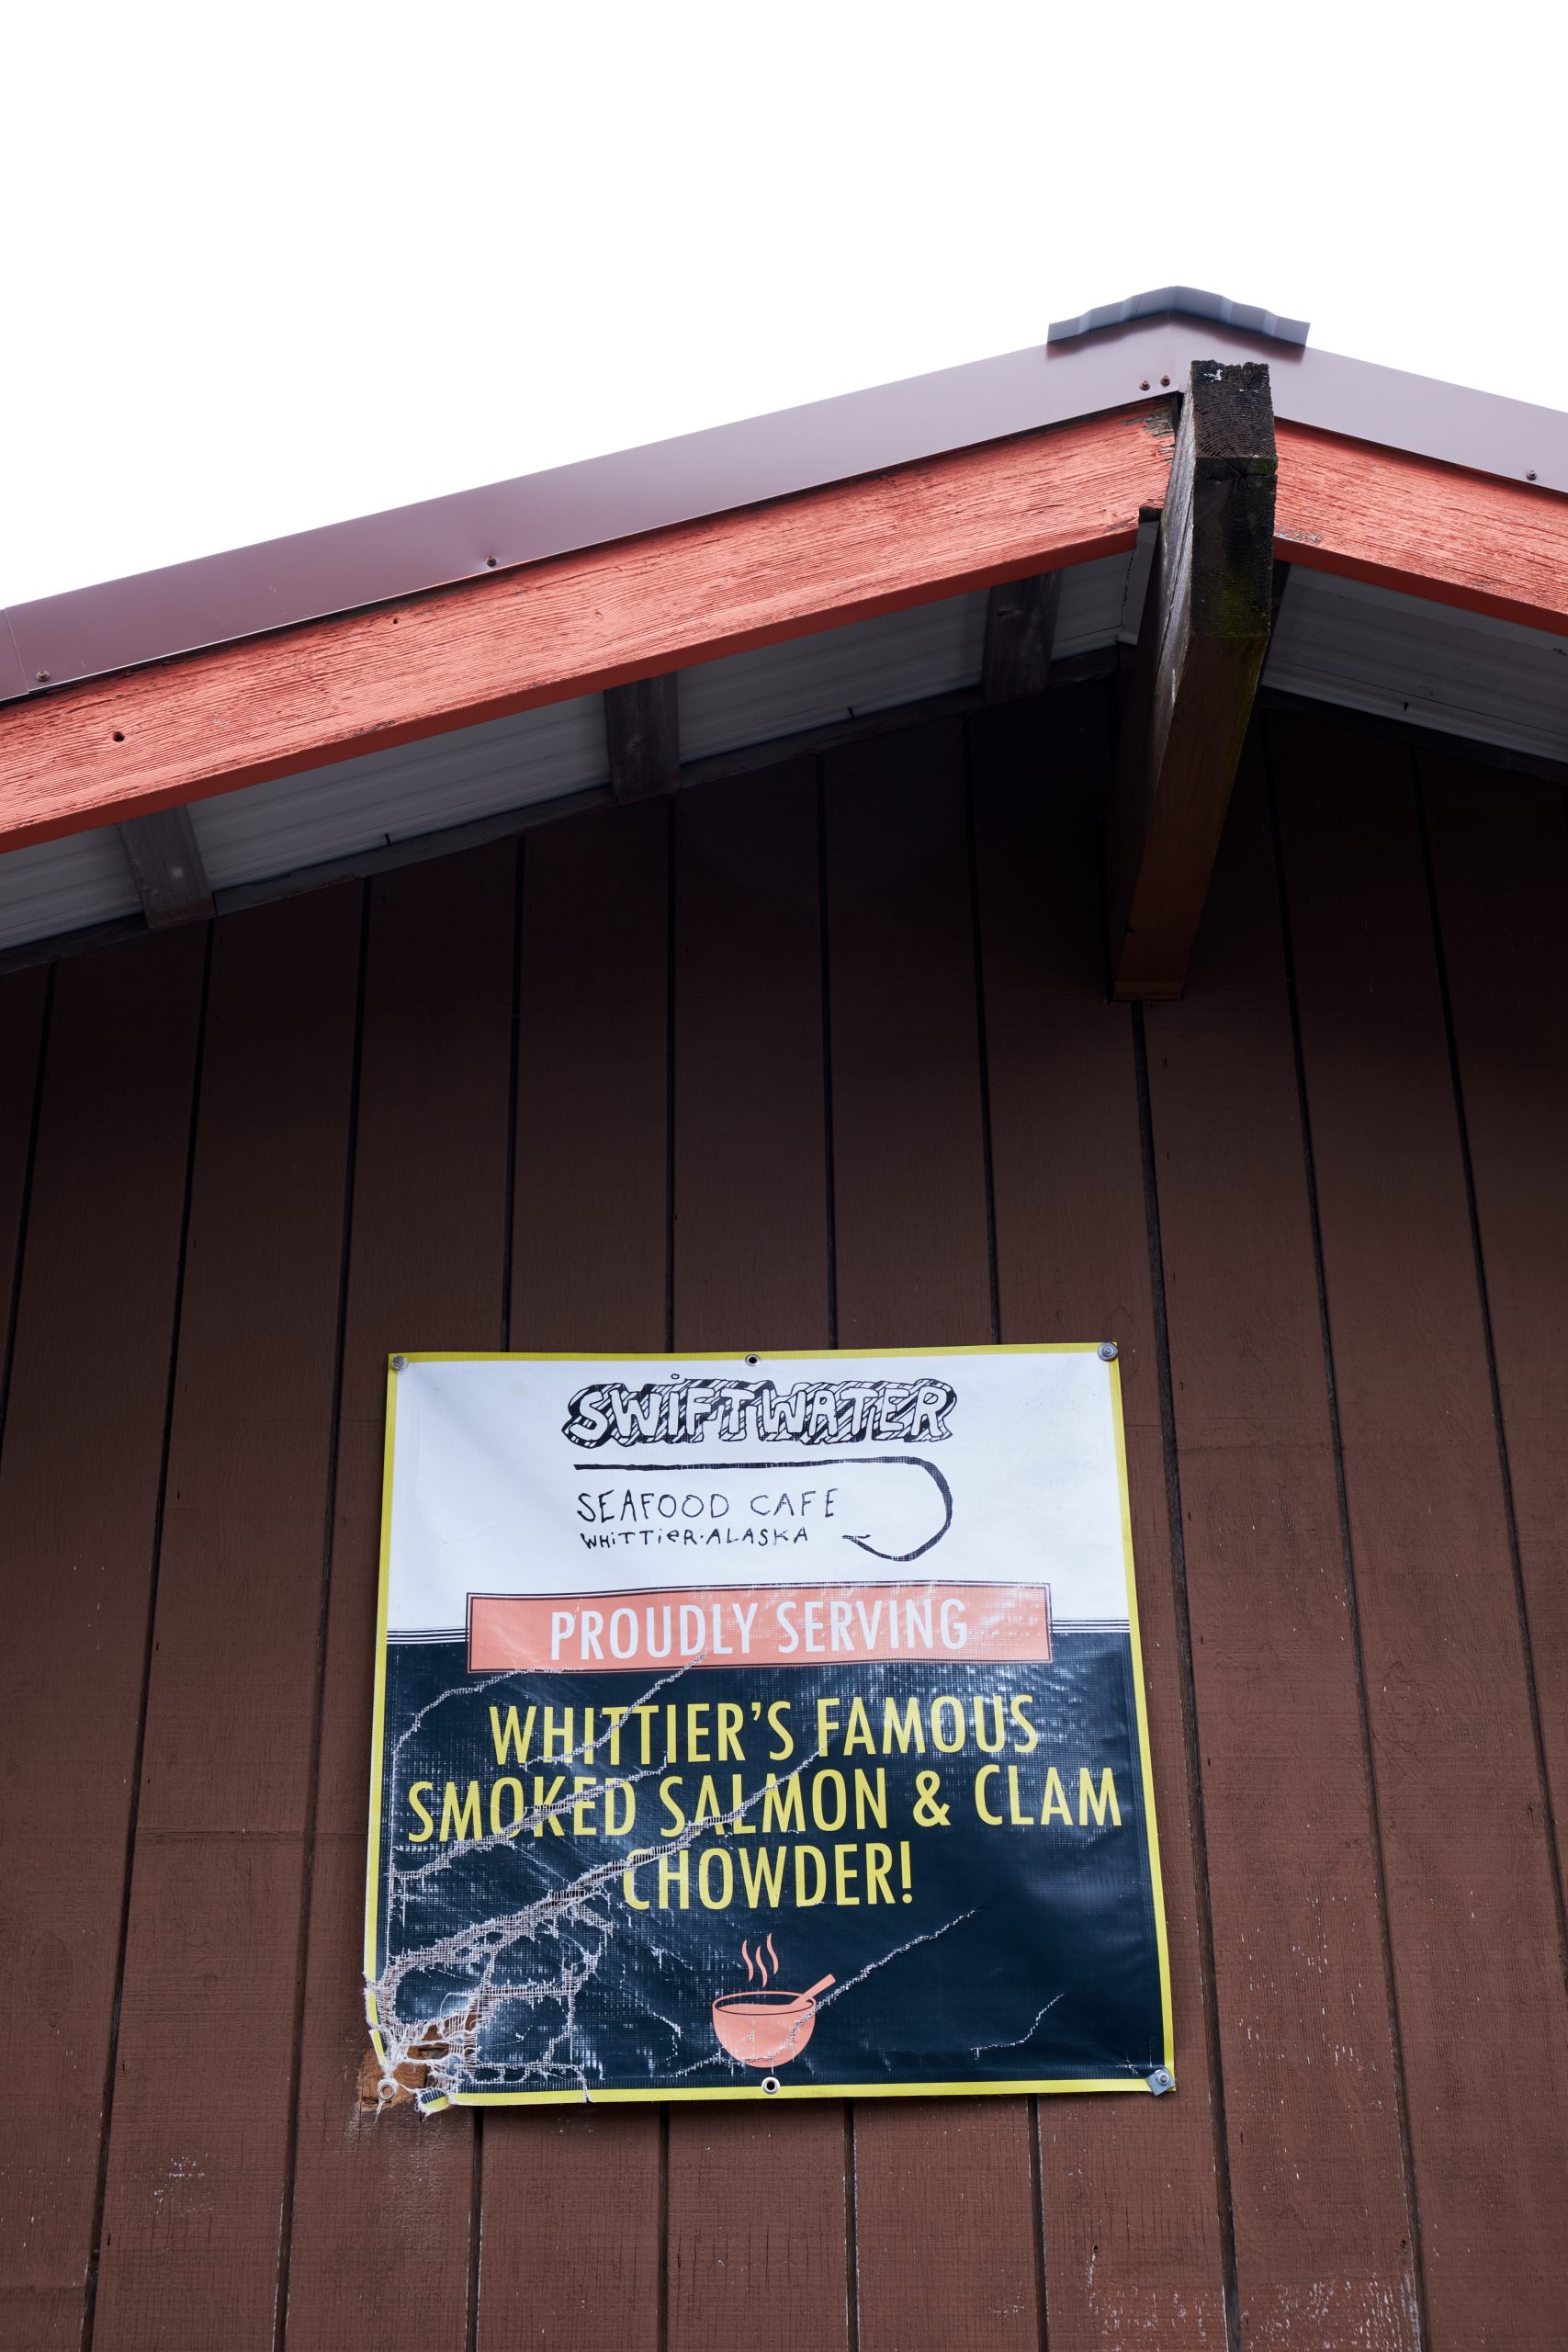 SWiFTWATER
SEAFOOD CAFE
WHiTTiER·ALASKA
PROUDLY SERVING
WHITTIER'S FAMOUS
SMOKED SALMON & CLAM
CHOWDER!